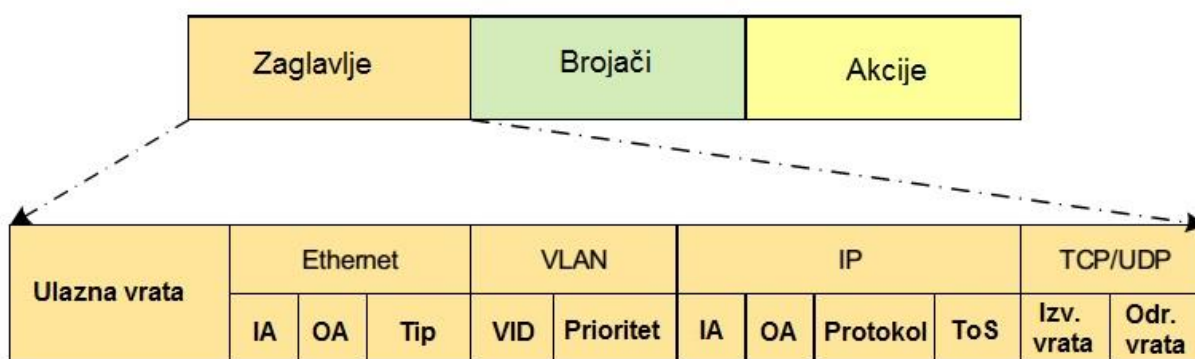 Zaglavlje Brojači Akcije
Ulazna vrata Ethernet VLAN IP TCP/UDP
IA OA Tip VID Prioritet IA OA Protokol ToS Izv. vrata Odr. vrata